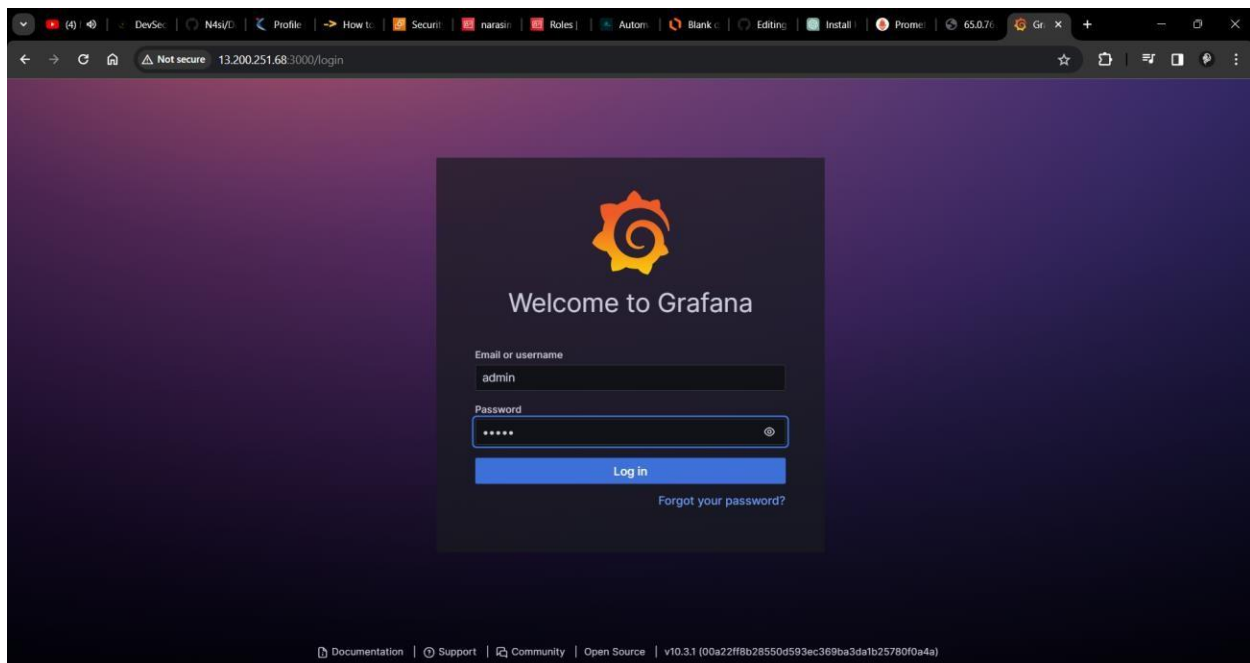 (4) DevSec N4si/D Profile How to Securit narasin Roles | Autom Blank c Editing Install Promet 65.0.76. Gr
Not secure 13.200.251.68:3000/login
Welcome to Grafana
Email or username
admin
Password
•••••
Log in
Forgot your password?
Documentation | Support | Community | Open Source | v10.3.1 (00a22ff8b28550d593ec369ba3da1b25780f0a4a)